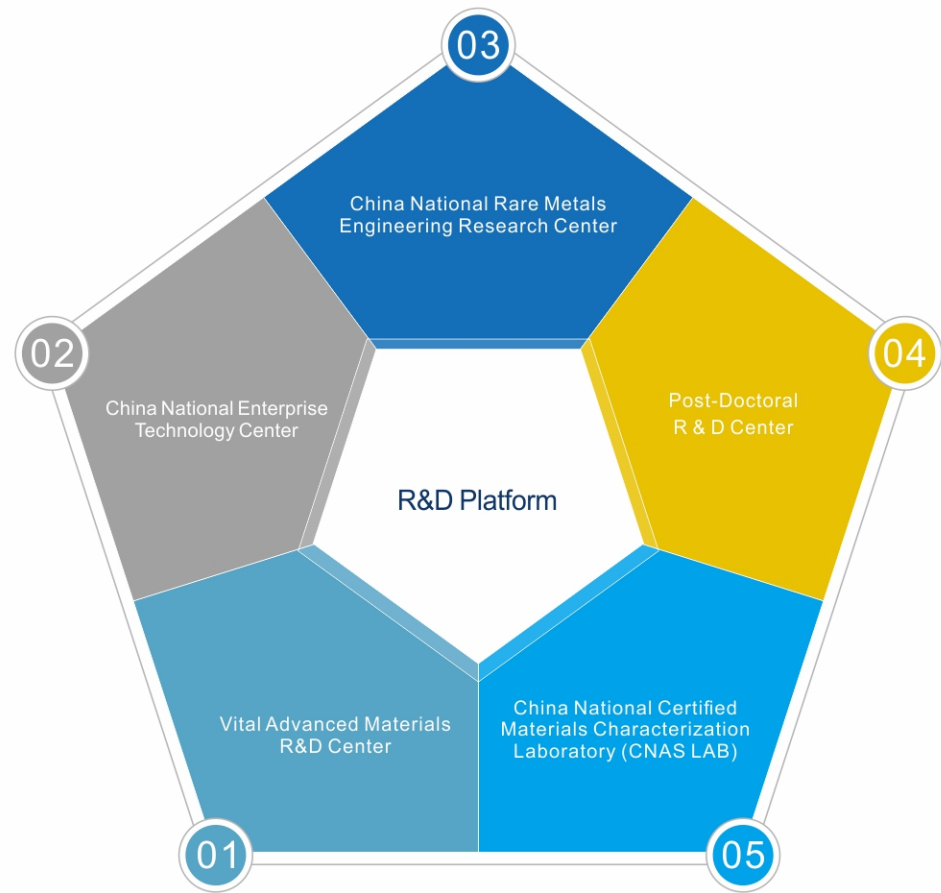 03
China National Rare Metals
Engineering Research Center
02
04
China National Enterprise
Technology Center
Post-Doctoral
R & D Center
R&D Platform
Vital Advanced Materials
R&D Center
China National Certified
Materials Characterization
Laboratory (CNAS LAB)
01
05